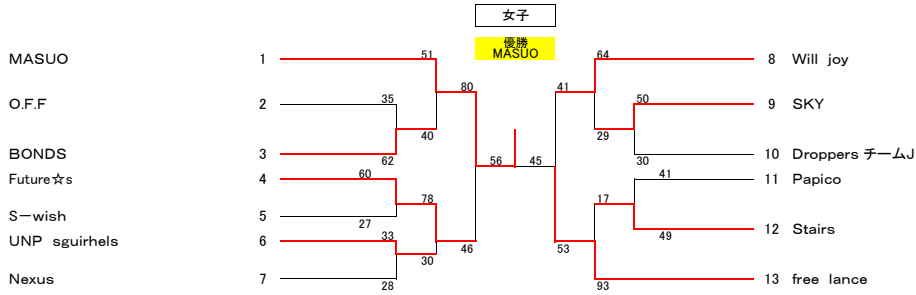 女子
優勝
MASUO
MASUO 1 51 64 8 Will joy
80 41
O.F.F 2 35 50 9 SKY
40 29
BONDS 3 62 30 10 Droppers チームJ
56 45
Future☆s 4 60 41 11 Papico
78 17
S－wish 5 27 49 12 Stairs
UNP sguirhels 6 33 46 53
30
Nexus 7 28 93 13 free lance